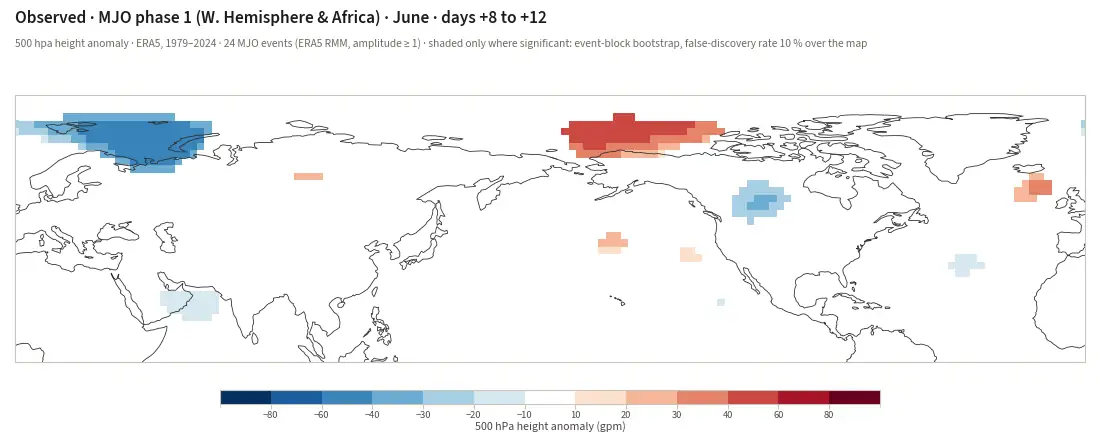 Observed · MJO phase 1 (W. Hemisphere & Africa) · June · days +8 to +12
500 hpa height anomaly · ERA5, 1979–2024 · 24 MJO events (ERA5 RMM, amplitude ≥ 1) · shaded only where significant: event-block bootstrap, false-discovery rate 10 % over the map
−80 −60 −40 −30 −20 −10 10 20 30 40 60 80
500 hPa height anomaly (gpm)